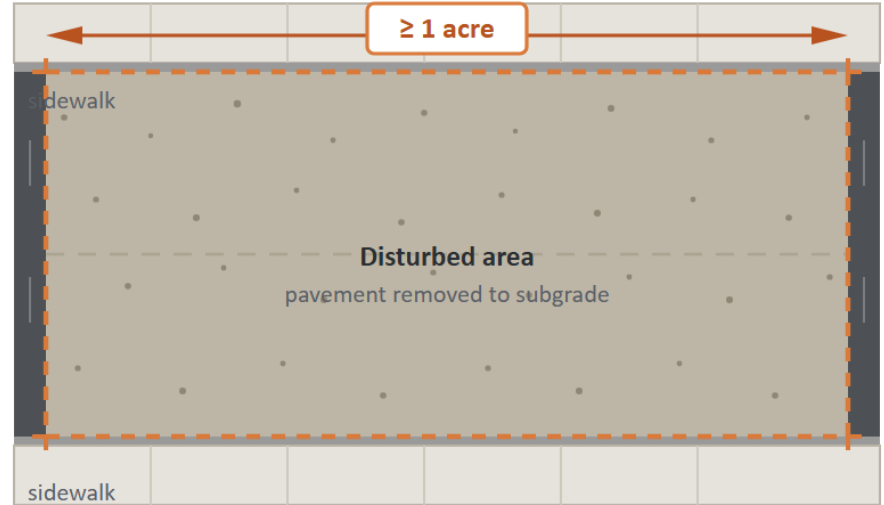 ≥ 1 acre
sidewalk
Disturbed area
pavement removed to subgrade
sidewalk